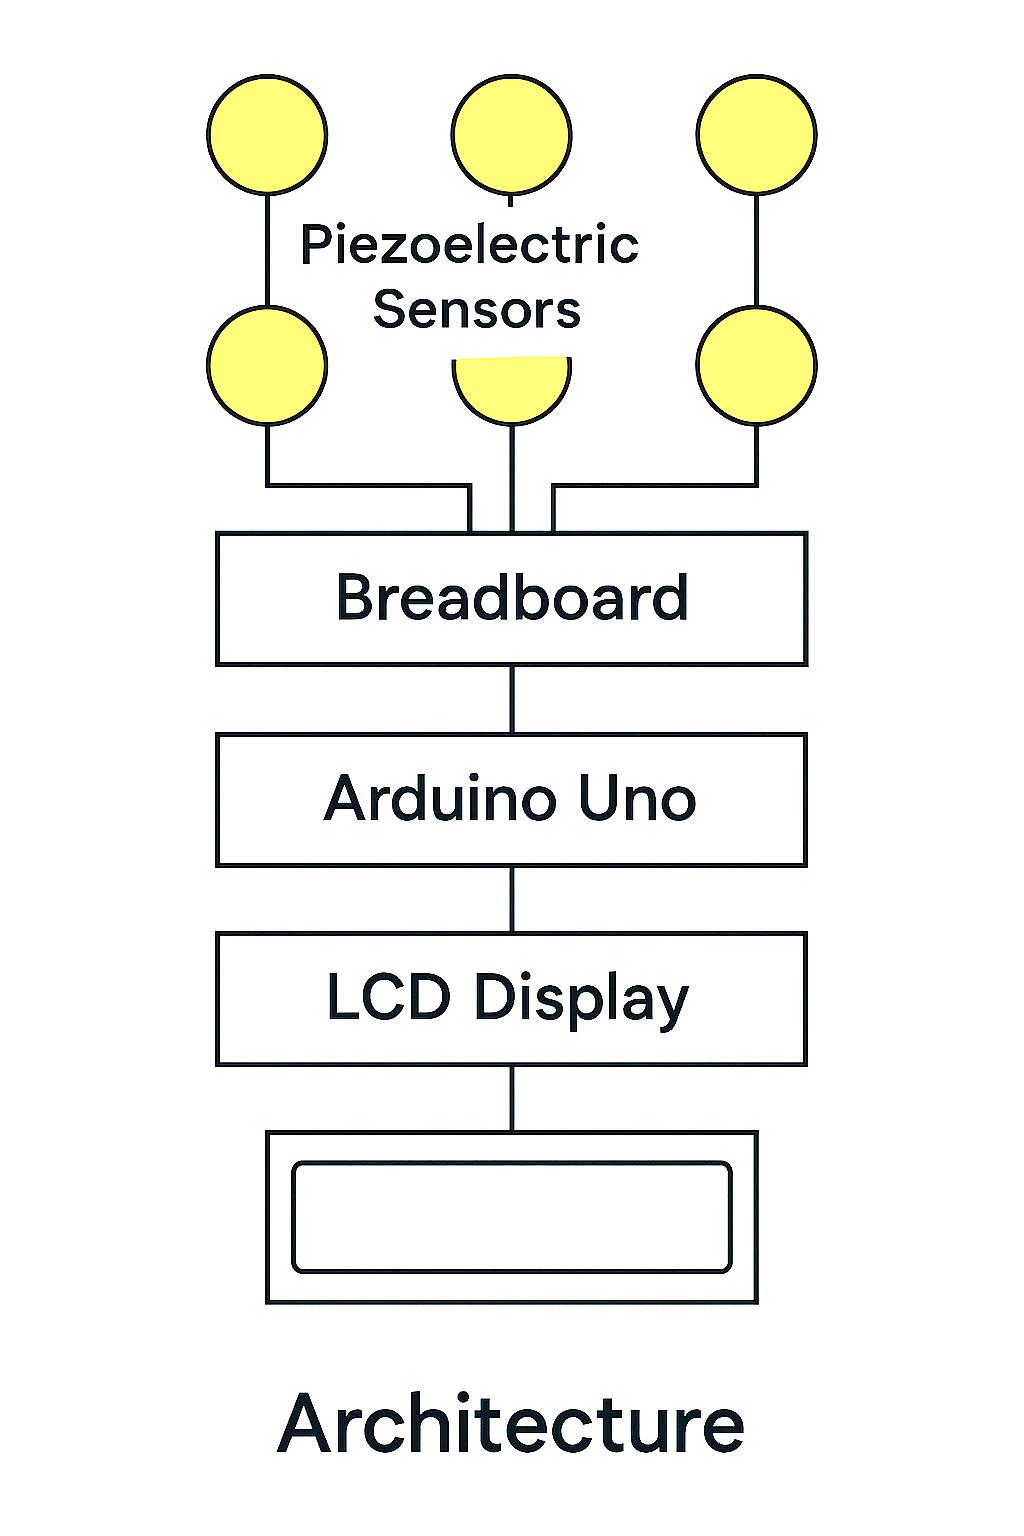 Piezoelectric
Sensors
Breadboard
Arduino Uno
LCD Display
Architecture